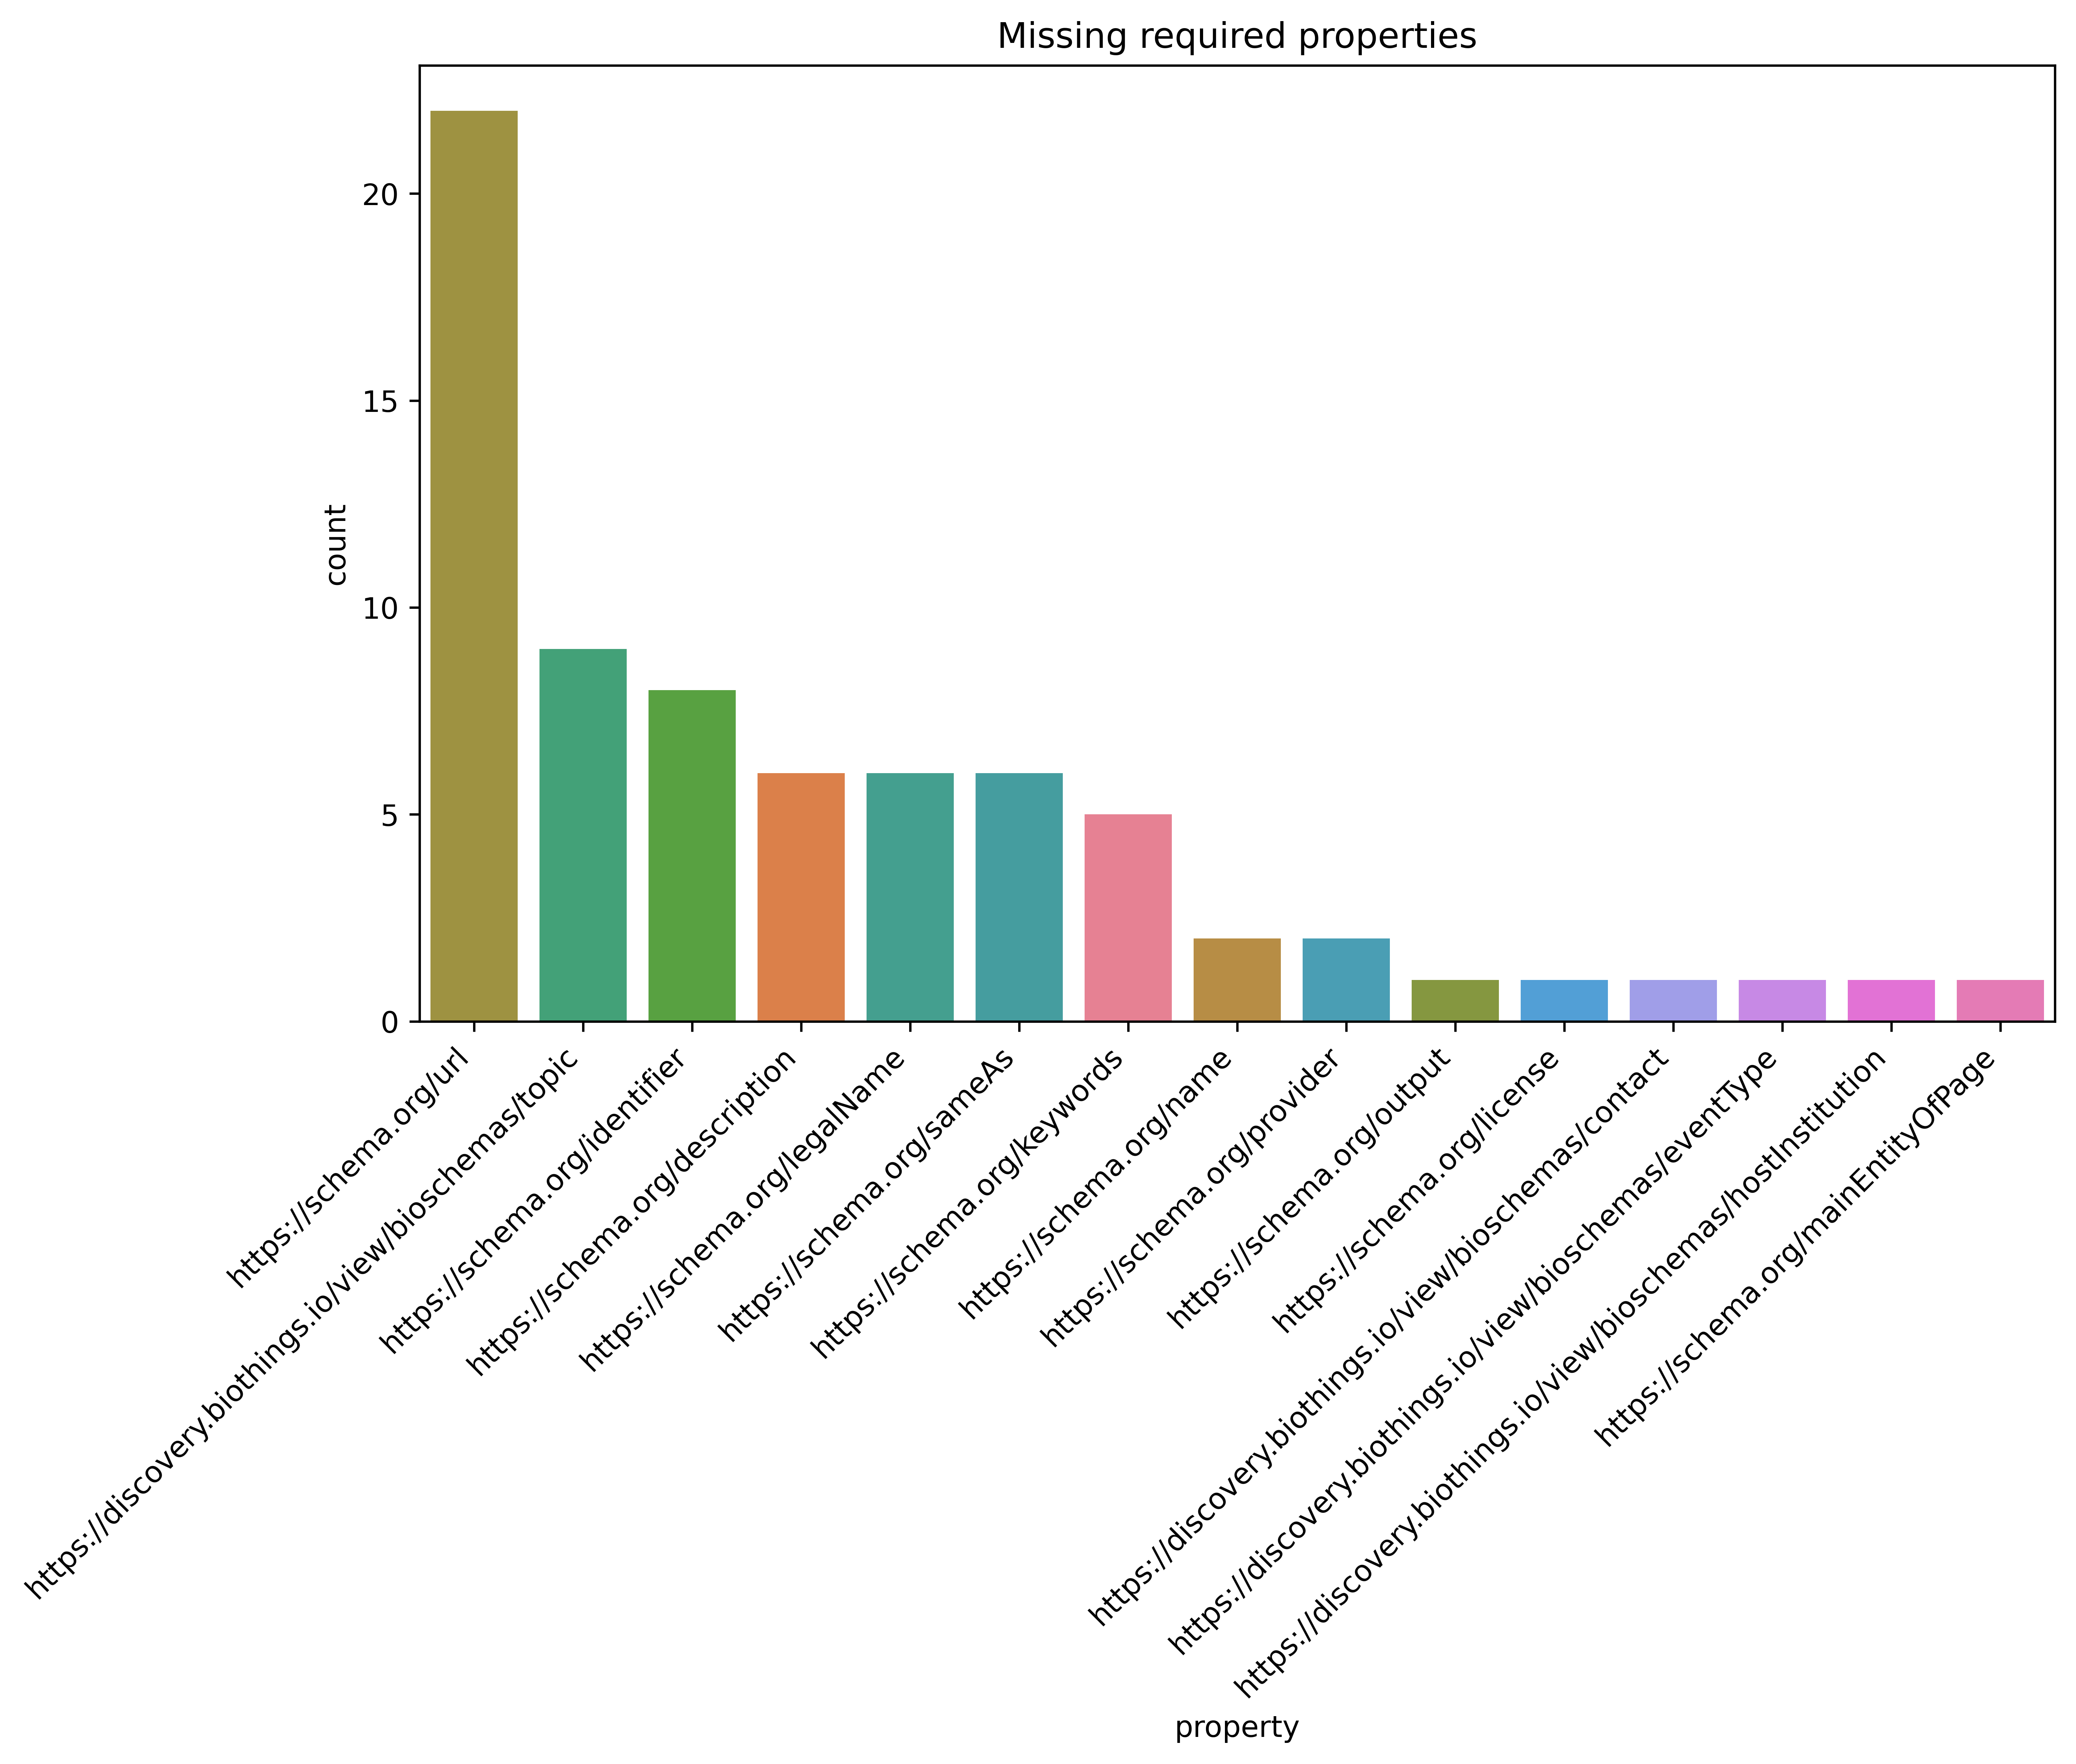 Missing required properties
count
20
15
10
5
0
https://schema.org/url
https://discovery.biothings.io/view/bioschemas/topic
https://schema.org/identifier
https://schema.org/description
https://schema.org/legalName
https://schema.org/sameAs
https://schema.org/keywords
https://schema.org/name
https://schema.org/provider
https://schema.org/output
https://schema.org/license
https://discovery.biothings.io/view/bioschemas/contact
https://discovery.biothings.io/view/bioschemas/eventType
https://discovery.biothings.io/view/bioschemas/hostInstitution
https://schema.org/mainEntityOfPage
property